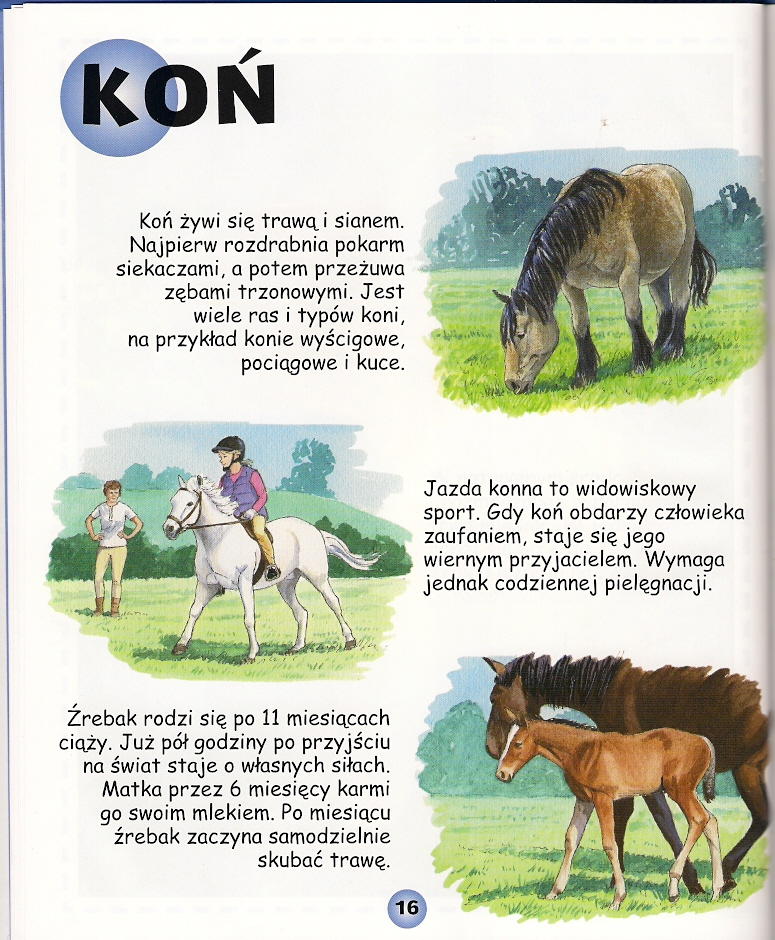 KOŃ
Koń żywi się trawą i sianem.
Najpierw rozdrabnia pokarm
siekaczami, a potem przeżuwa
zębami trzonowymi. Jest
wiele ras i typów koni,
na przykład konie wyścigowe,
pociągowe i kuce.
Jazda konna to widowiskowy
sport. Gdy koń obdarzy człowieka
zaufaniem, staje się jego
wiernym przyjacielem. Wymaga
jednak codziennej pielęgnacji.
Źrebak rodzi się po 11 miesiącach
ciąży. Już pół godziny po przyjściu
na świat staje o własnych siłach.
Matka przez 6 miesięcy karmi
go swoim mlekiem. Po miesiącu
źrebak zaczyna samodzielnie
skubać trawę.
16